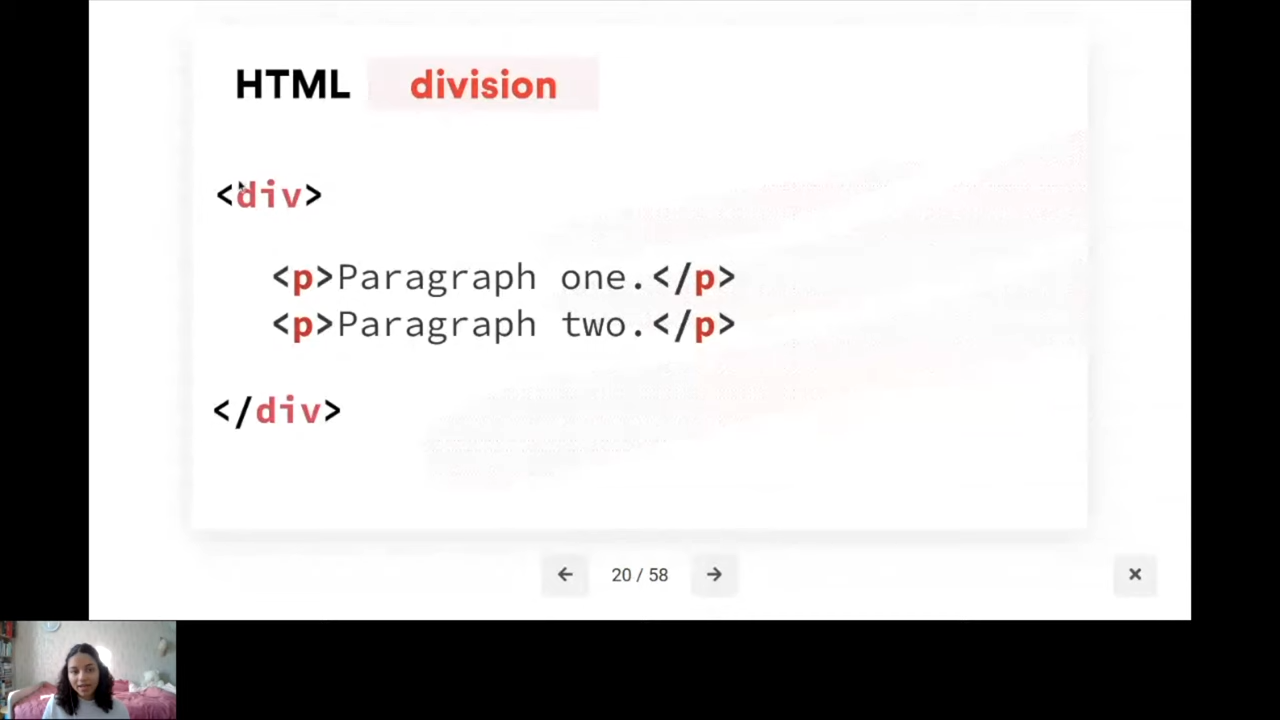 HTML division
<div>
<p>Paragraph one.</p>
<p>Paragraph two.</p>
</div>
20 / 58